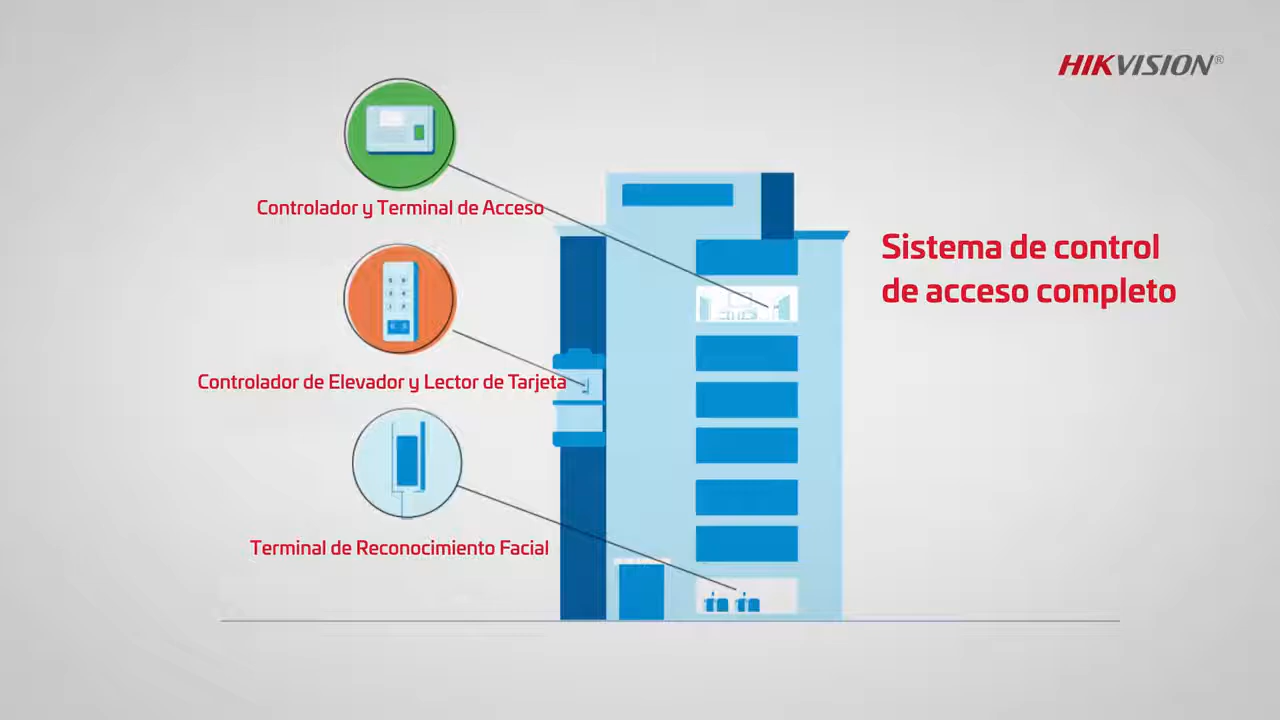 HIKVISION®
Controlador y Terminal de Acceso
Sistema de control
de acceso completo
Controlador de Elevador y Lector de Tarjeta
Terminal de Reconocimiento Facial